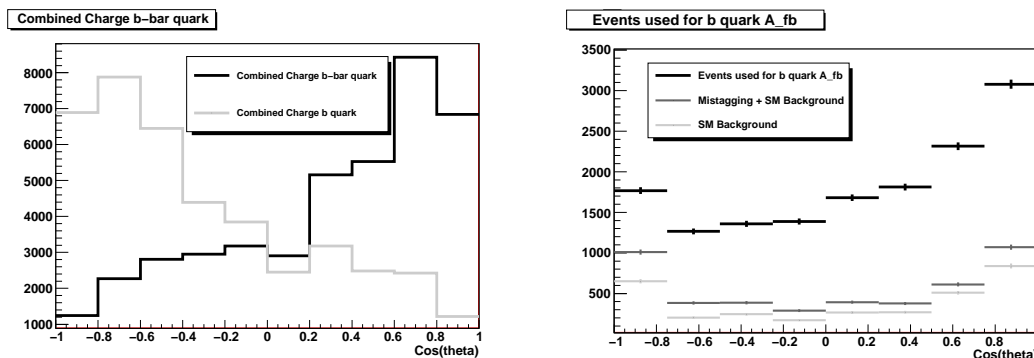 Combined Charge b−bar quark
8000
7000
6000
5000
4000
3000
2000
1000
Combined Charge b−bar quark
Combined Charge b quark
−1 −0.8 −0.6 −0.4 −0.2 0 0.2 0.4 0.6 0.8 1
Cos(theta)
Events used for b quark A_fb
3500
3000
2500
2000
1500
1000
500
Events used for b quark A_fb
Mistagging + SM Background
SM Background
−1 −0.8 −0.6 −0.4 −0.2 0 0.2 0.4 0.6 0.8
Cos(theta)